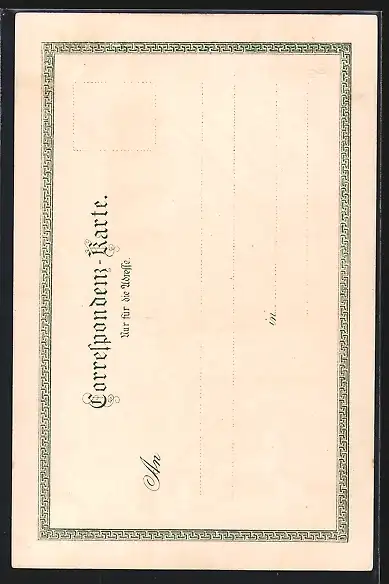 Correspondenz-Karte.
Nur für die Adresse.
An
in